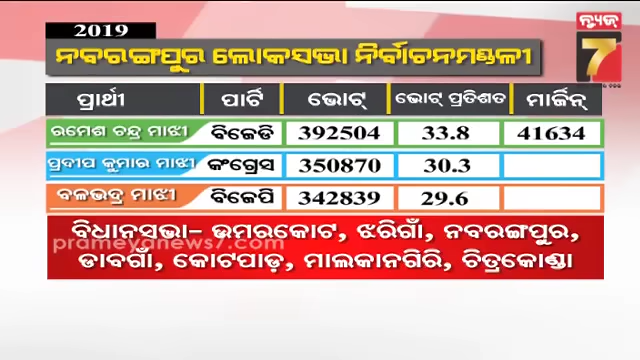 2019
ନବରଙ୍ଗପୁର ଲୋକସଭା ନିର୍ବାଚନମଣ୍ଡଳୀ
ନ୍ୟୁଜ୍ 7
ପ୍ରାର୍ଥୀ ପାର୍ଟି ଭୋଟ୍ ଭୋଟ୍ ପ୍ରତିଶତ ମାର୍ଜିନ୍
ରମେଶ ଚନ୍ଦ୍ର ମାଝୀ ବିଜେଡି 392504 33.8 41634
ପ୍ରଦୀପ କୁମାର ମାଝୀ କଂଗ୍ରେସ 350870 30.3
ବଳଭଦ୍ର ମାଝୀ ବିଜେପି 342839 29.6
ବିଧାନସଭା- ଉମରକୋଟ, ଝରିଗାଁ, ନବରଙ୍ଗପୁର,
prameyanews7.com
ଡାବଗାଁ, କୋଟପାଡ଼, ମାଲକାନଗିରି, ଚିତ୍ରକୋଣ୍ଡା